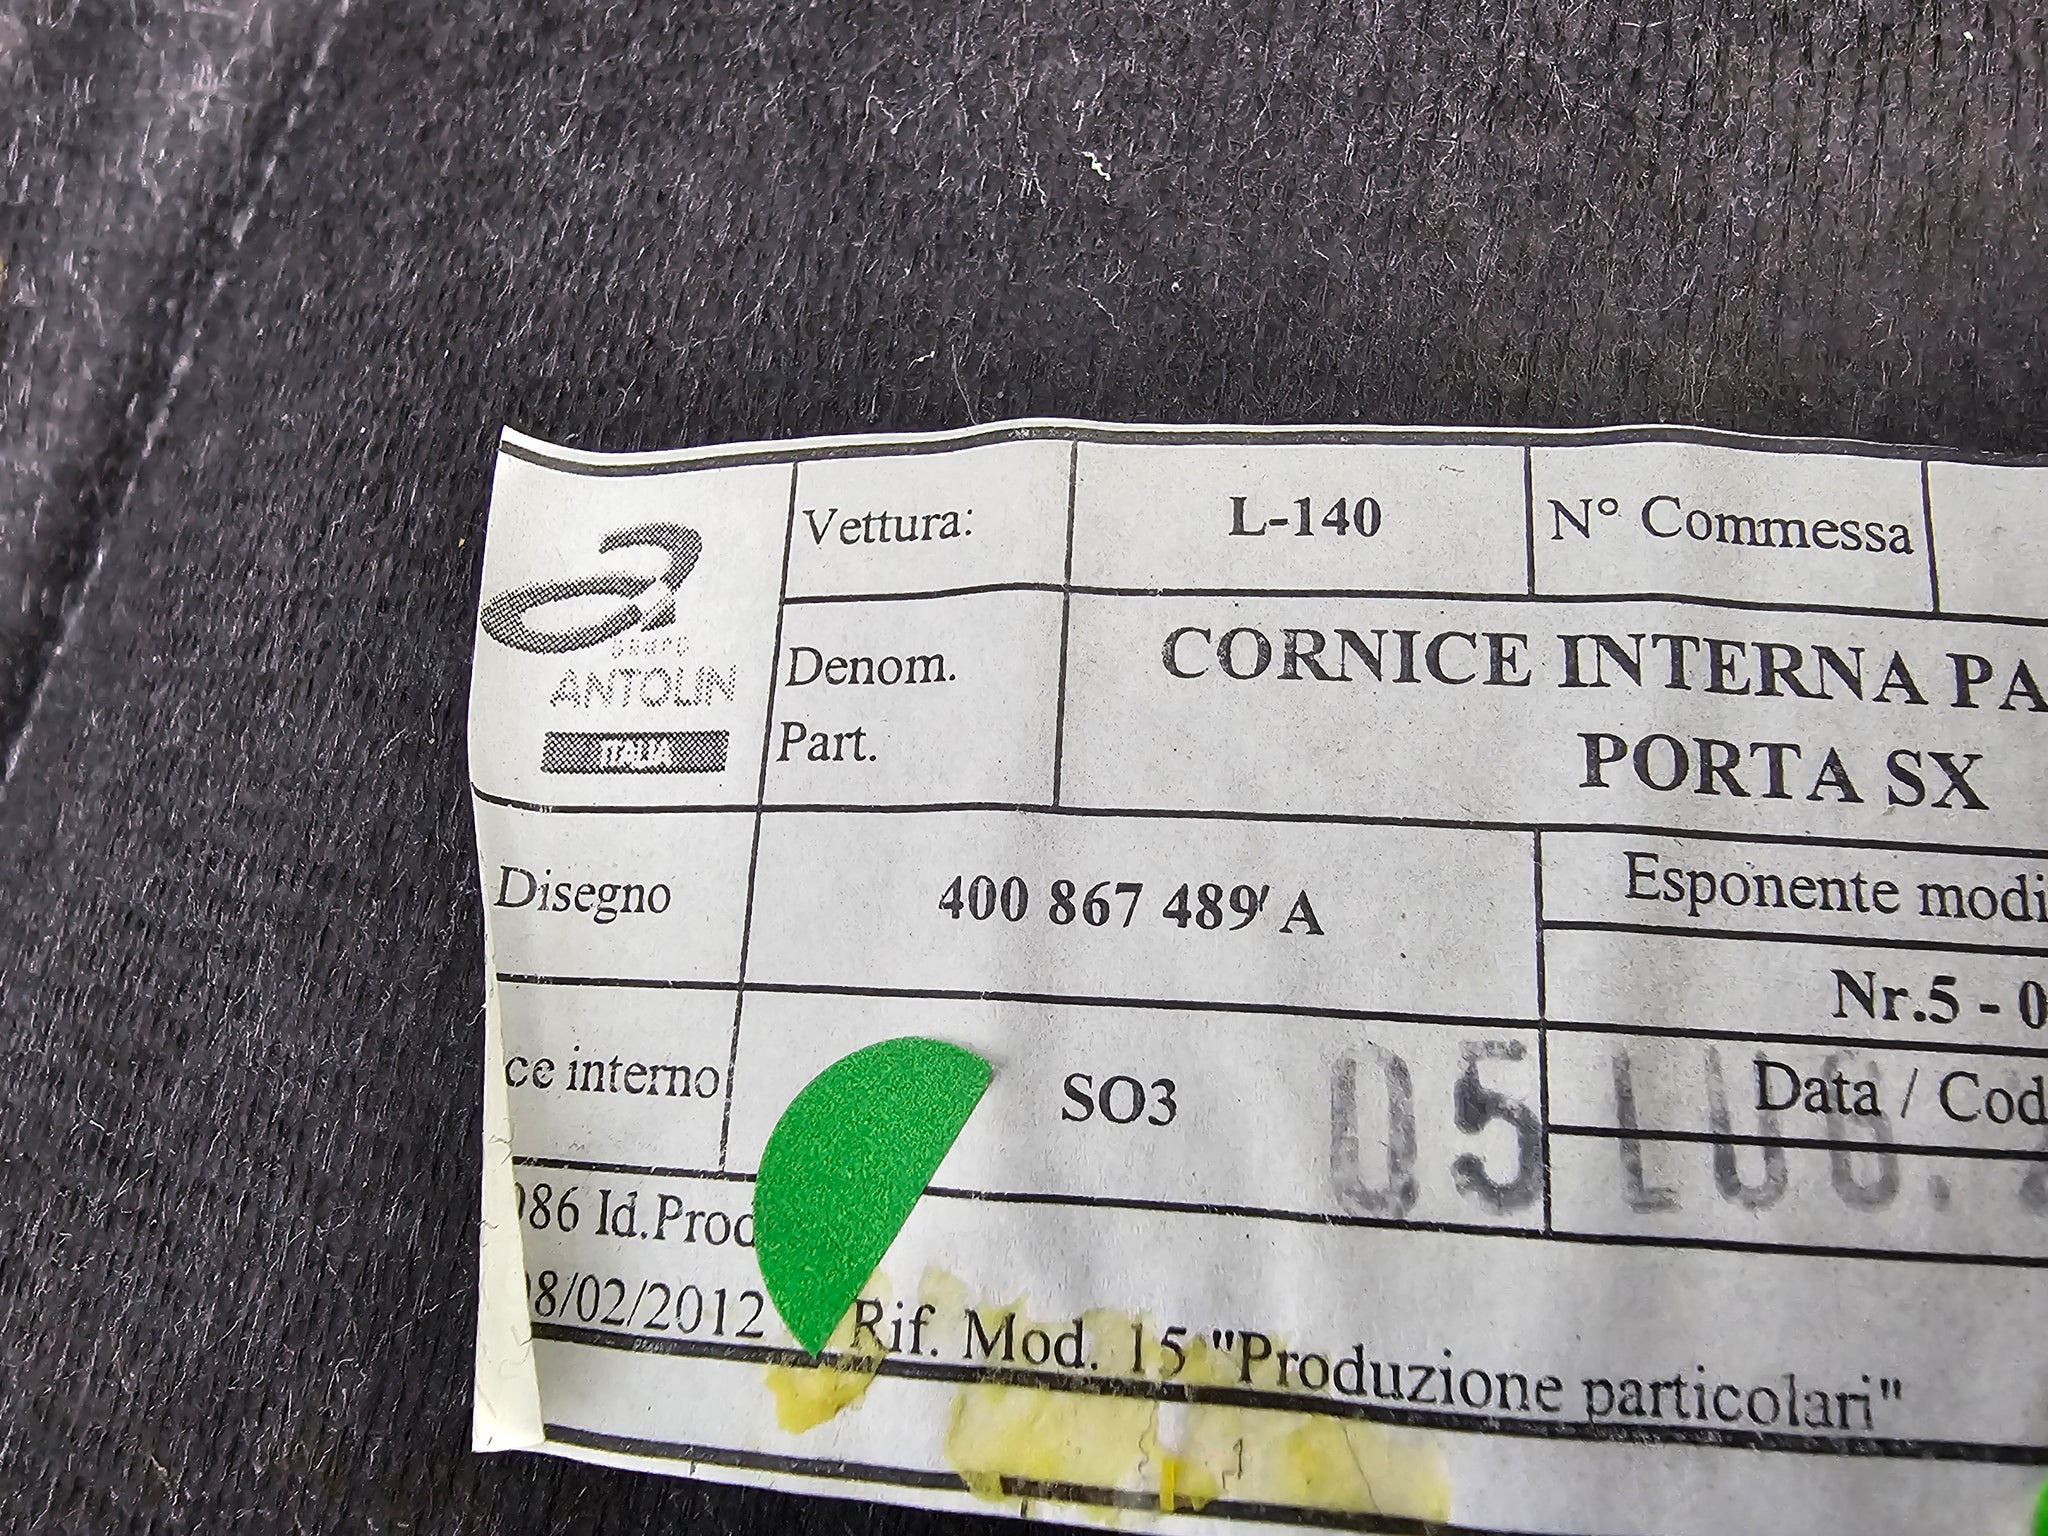 Vettura: L-140 N° Commessa
GRUPO
ANTOLIN
ITALIA
Denom. Part.
CORNICE INTERNA PA
PORTA SX
Disegno 400 867 489 A Esponente modi
Nr.5 - 0
ce interno SO3 Data / Cod
05 LUG.
086 Id.Prod
08/02/2012 Rif. Mod. 15 "Produzione particolari"